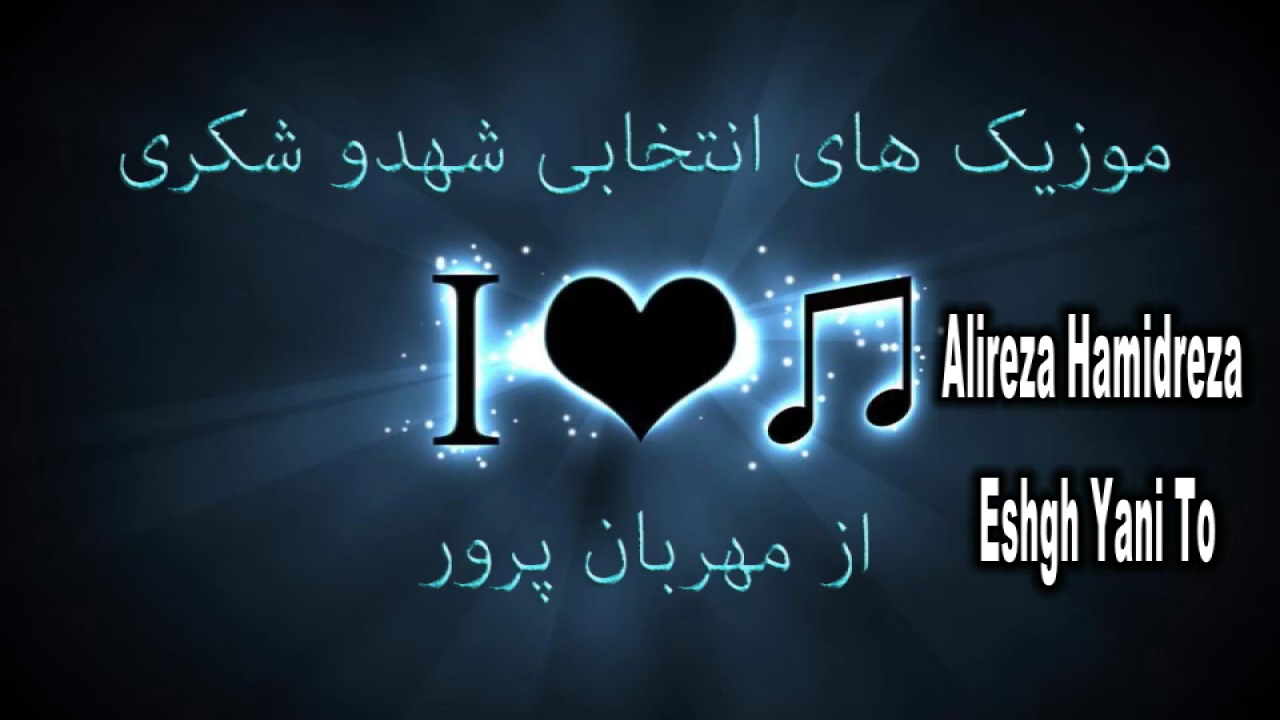 موزیک های انتخابی شهدو شکری
I
Alireza Hamidreza
Eshgh Yani To
از مهربان پرور